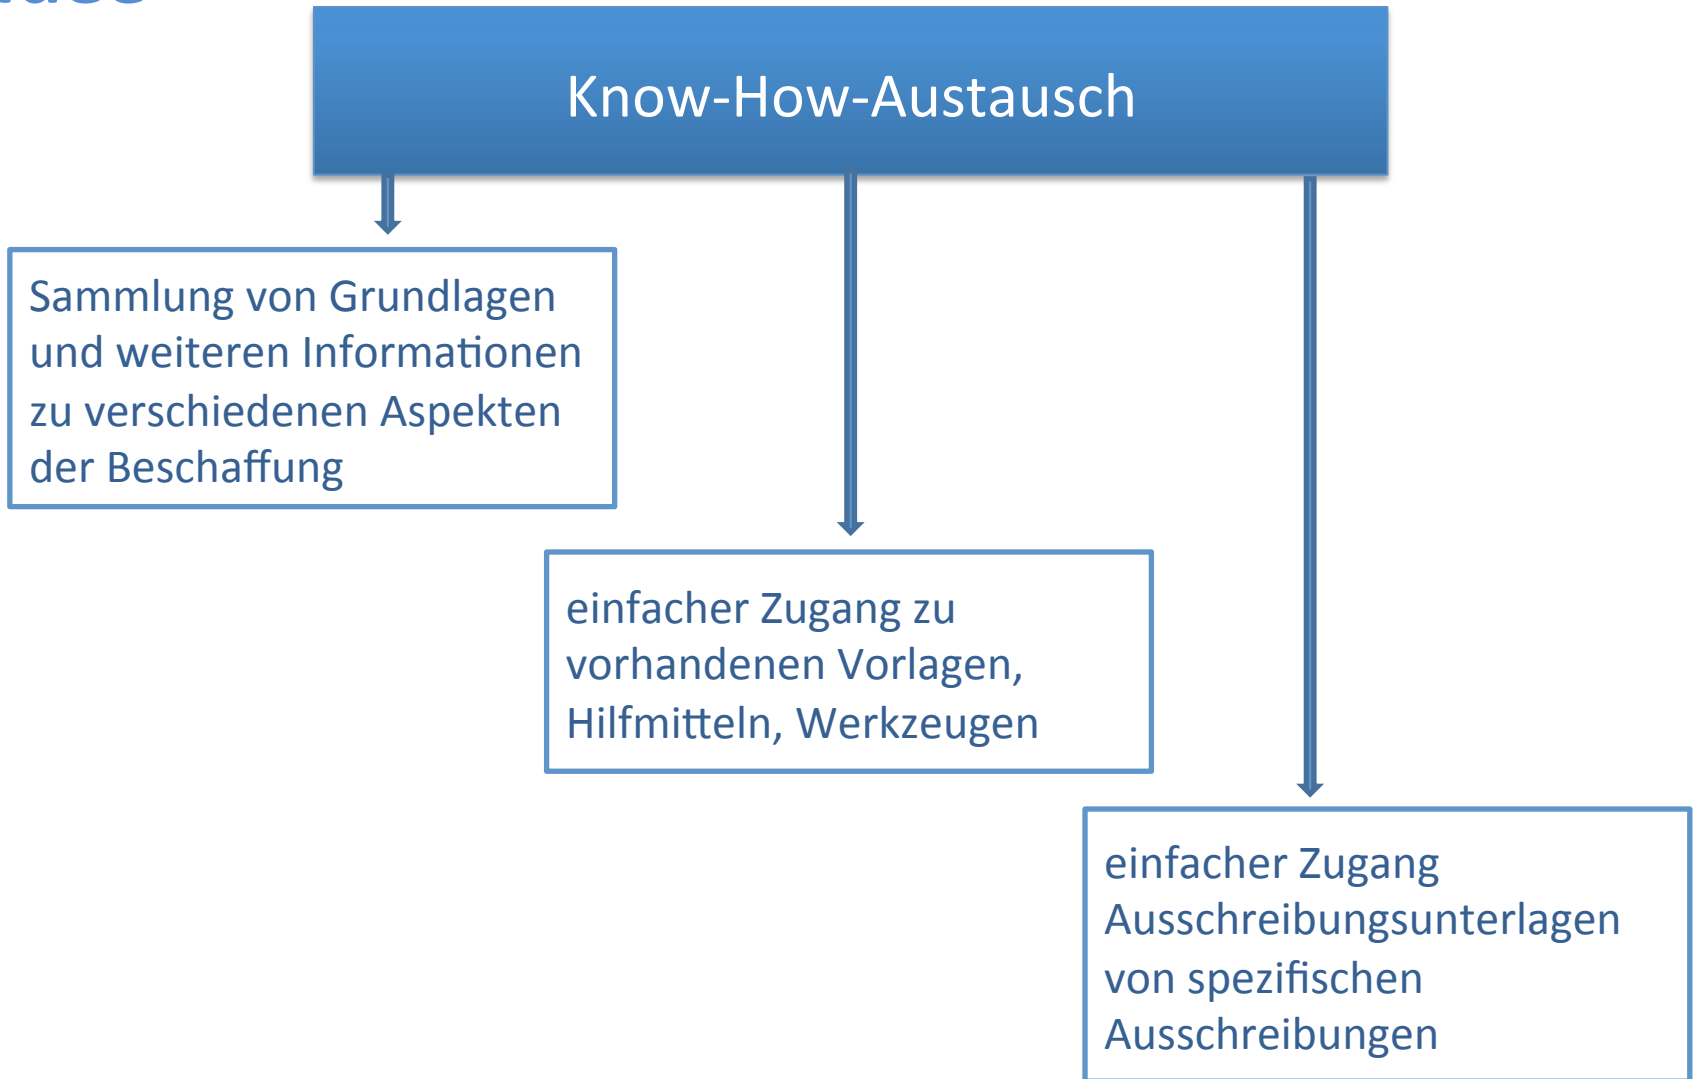 Know-How-Austausch
Sammlung von Grundlagen
und weiteren Informationen
zu verschiedenen Aspekten
der Beschaffung
einfacher Zugang zu
vorhandenen Vorlagen,
Hilfmitteln, Werkzeugen
einfacher Zugang
Ausschreibungsunterlagen
von spezifischen
Ausschreibungen